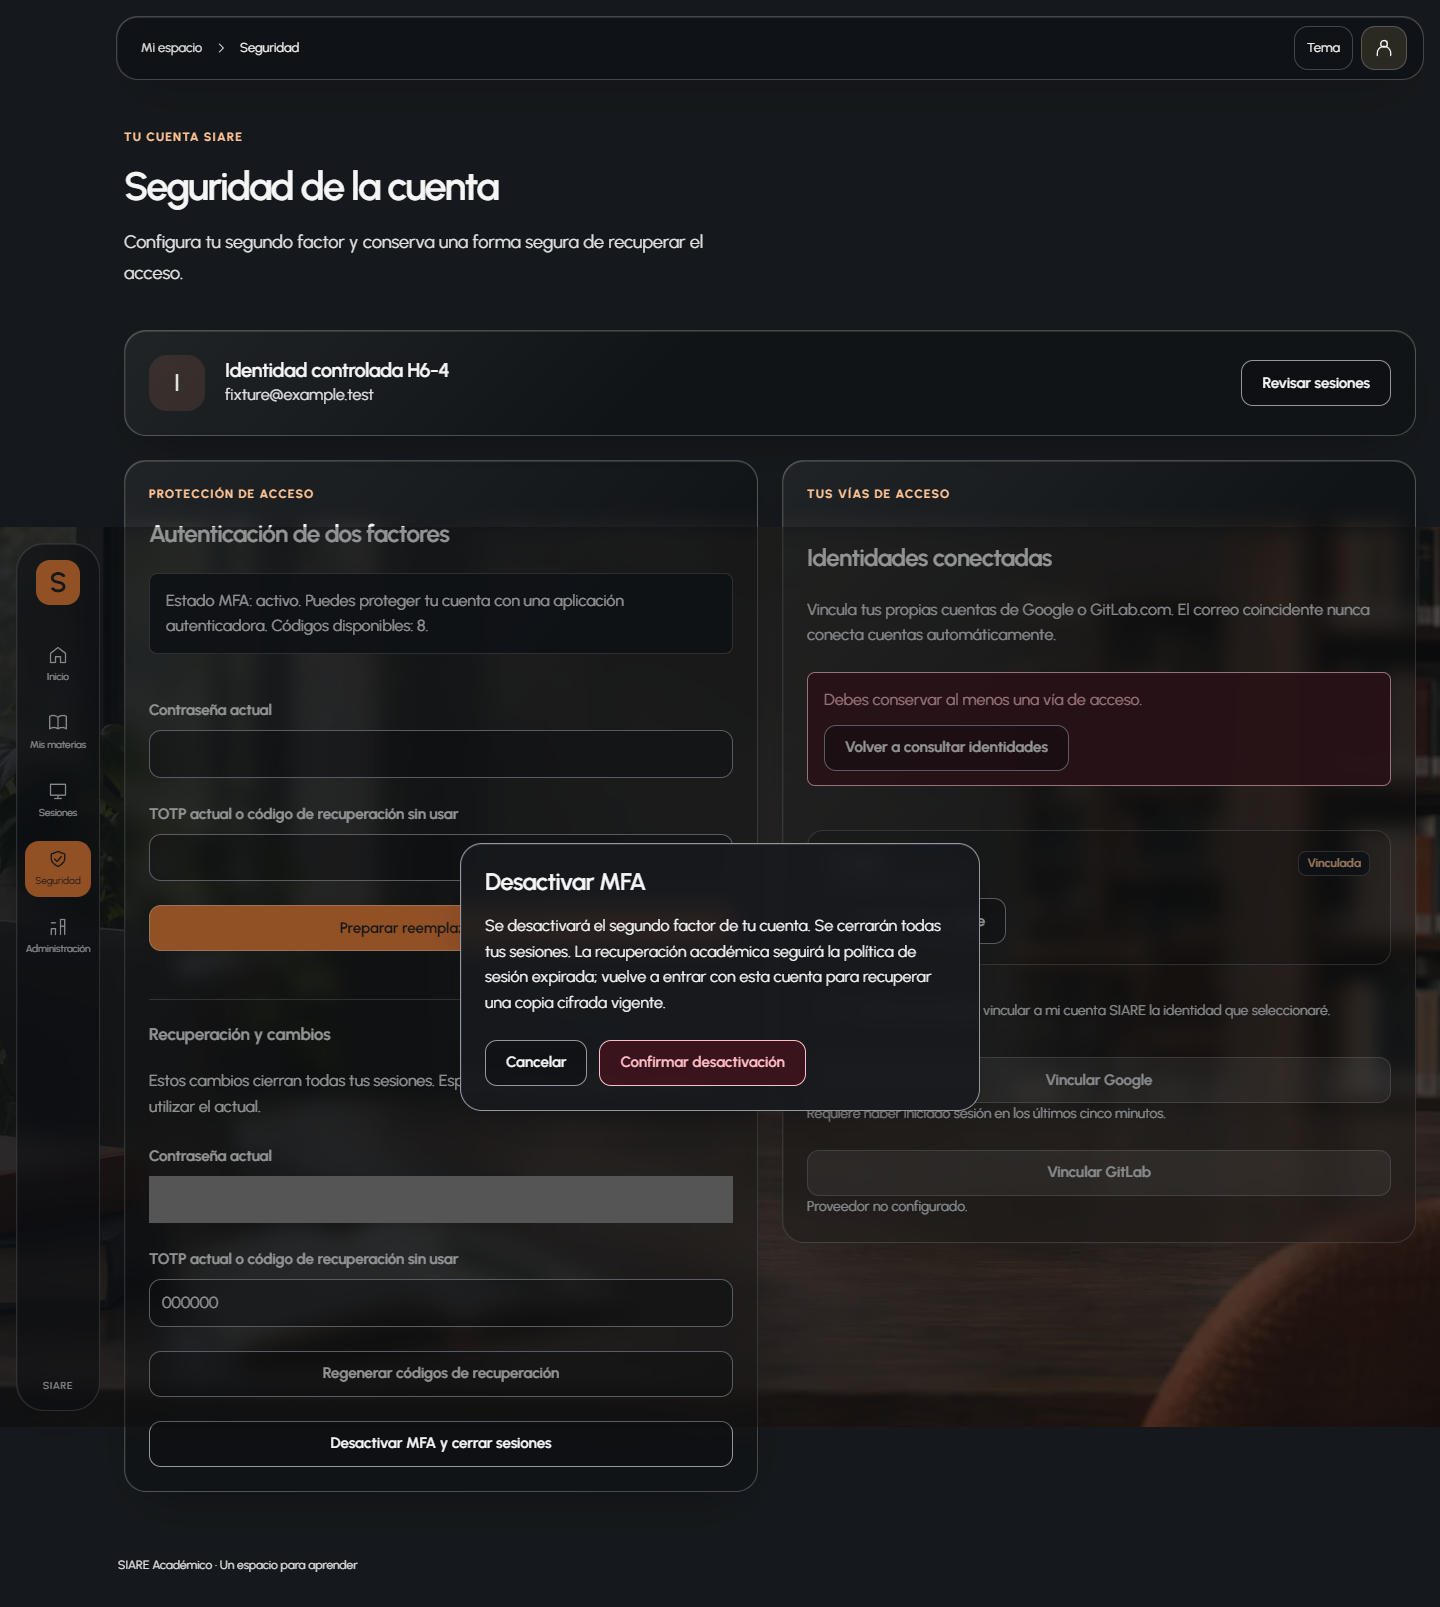 Mi espacio
Seguridad
Tema
TU CUENTA SIARE
Seguridad de la cuenta
Configura tu segundo factor y conserva una forma segura de recuperar el
acceso.
I
Identidad controlada H6-4
fixture@example.test
Revisar sesiones
S
Inicio
Mis materias
Sesiones
Seguridad
Administración
SIARE
PROTECCIÓN DE ACCESO
Autenticación de dos factores
Estado MFA: activo. Puedes proteger tu cuenta con una aplicación
autenticadora. Códigos disponibles: 8.
Contraseña actual
TOTP actual o código de recuperación sin usar
Preparar
Recuperación y cambios
Estos cambios cierran todas tus sesiones.
utilizar el actual.
Contraseña actual
TOTP actual o código de recuperación sin usar
000000
Regenerar códigos de recuperación
Desactivar MFA y cerrar sesiones
TUS VÍAS DE ACCESO
Identidades conectadas
Vincula tus propias cuentas de Google o GitLab.com. El correo coincidente nunca
conecta cuentas automáticamente.
Debes conservar al menos una vía de acceso.
Volver a consultar identidades
Vinculada
vincular a mi cuenta SIARE la identidad que seleccionaré.
Vincular Google
Requiere haber iniciado sesión en los últimos cinco minutos.
Vincular GitLab
Proveedor no configurado.
Desactivar MFA
Se desactivará el segundo factor de tu cuenta. Se cerrarán todas
tus sesiones. La recuperación académica seguirá la política de
sesión expirada; vuelve a entrar con esta cuenta para recuperar
una copia cifrada vigente.
Cancelar
Confirmar desactivación
SIARE Académico · Un espacio para aprender